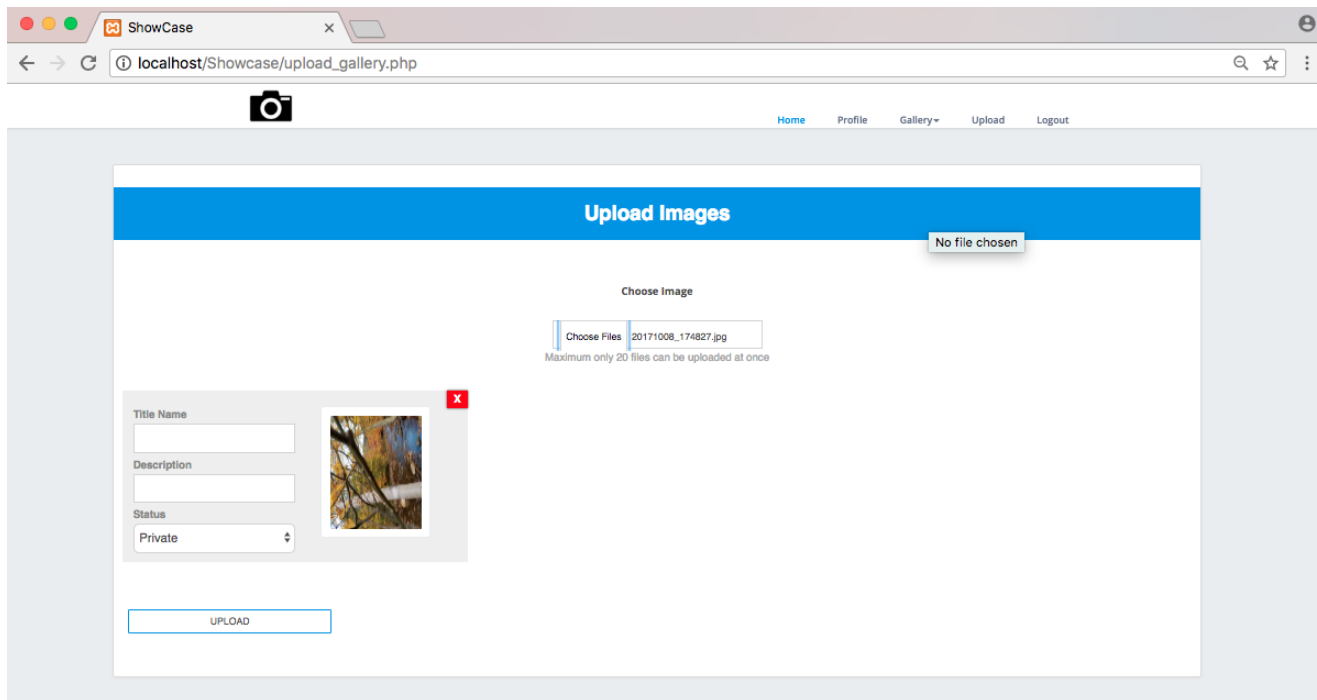 ShowCase
localhost/Showcase/upload_gallery.php
Home Profile Gallery Upload Logout
Upload Images
No file chosen
Choose Image
Choose Files 20171008_174827.jpg
Maximum only 20 files can be uploaded at once
X
Title Name
Description
Status
Private
UPLOAD